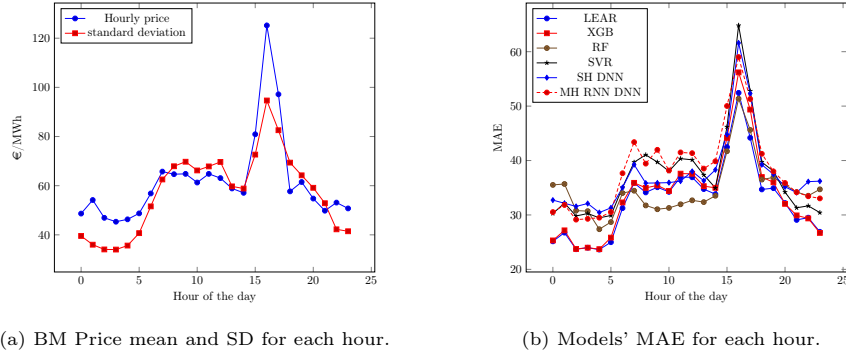 Hourly price
standard deviation
120
100
80
60
40
€/MWh
0
5
10
15
20
25
Hour of the day
(a) BM Price mean and SD for each hour.
LEAR
XGB
RF
SVR
SH DNN
MH RNN DNN
60
50
40
30
20
MAE
0
5
10
15
20
25
Hour of the day
(b) Models' MAE for each hour.